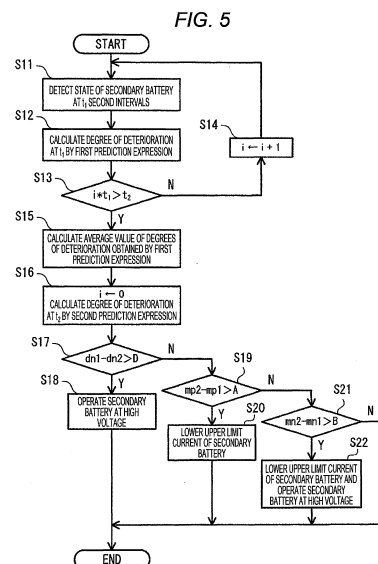 FIG. 5
START
S11
DETECT STATE OF SECONDARY BATTERY
AT t₁ SECOND INTERVALS
S12
CALCULATE DEGREE OF DETERIORATION
AT t₁ BY FIRST PREDICTION EXPRESSION
S14
i ← i + 1
S13
i*t₁>t₂
N
Y
S15
CALCULATE AVERAGE VALUE OF DEGREES
OF DETERIORATION OBTAINED BY FIRST
PREDICTION EXPRESSION
S16
i ← 0
CALCULATE DEGREE OF DETERIORATION
AT t₂ BY SECOND PREDICTION EXPRESSION
S17
dn1-dn2>D
N
Y
S18
OPERATE SECONDARY
BATTERY AT HIGH
VOLTAGE
S19
mp2-mp1>A
N
Y
S20
LOWER UPPER LIMIT
CURRENT OF SECONDARY
BATTERY
S21
mn2-mn1>B
N
Y
S22
LOWER UPPER LIMIT CURRENT
OF SECONDARY BATTERY AND
OPERATE SECONDARY
BATTERY AT HIGH VOLTAGE
END